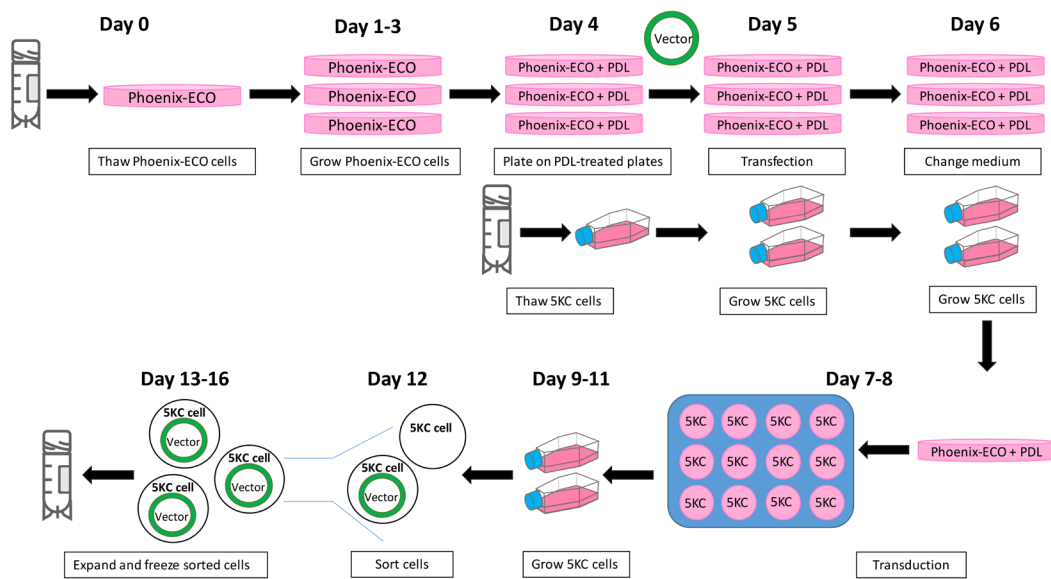 Day 0
Day 1-3
Day 4
Day 5
Day 6
Vector
Phoenix-ECO
Phoenix-ECO
Phoenix-ECO
Phoenix-ECO
Phoenix-ECO + PDL
Phoenix-ECO + PDL
Phoenix-ECO + PDL
Phoenix-ECO + PDL
Phoenix-ECO + PDL
Phoenix-ECO + PDL
Phoenix-ECO + PDL
Phoenix-ECO + PDL
Phoenix-ECO + PDL
Thaw Phoenix-ECO cells
Grow Phoenix-ECO cells
Plate on PDL-treated plates
Transfection
Change medium
Thaw 5KC cells
Grow 5KC cells
Grow 5KC cells
Day 13-16
Day 12
Day 9-11
Day 7-8
5KC cell
Vector
5KC cell
Vector
5KC cell
Vector
5KC cell
5KC cell
Vector
5KC 5KC 5KC 5KC
5KC 5KC 5KC 5KC
5KC 5KC 5KC 5KC
Phoenix-ECO + PDL
Expand and freeze sorted cells
Sort cells
Grow 5KC cells
Transduction